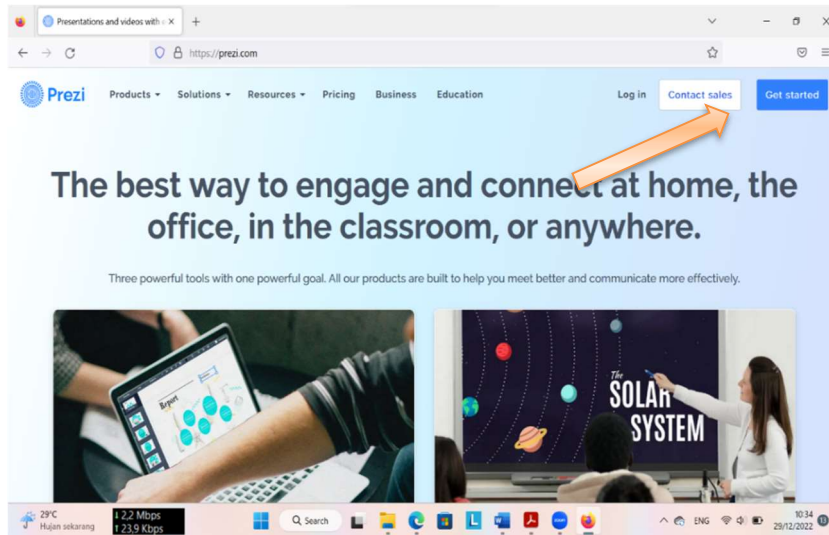 Presentations and videos with e
https://prezi.com
Prezi Products Solutions Resources Pricing Business Education Log in Contact sales Get started
The best way to engage and connect at home, the
office, in the classroom, or anywhere.
Three powerful tools with one powerful goal. All our products are built to help you meet better and communicate more effectively.
Report
The
SOLAR
SYSTEM
29°C
Hujan sekarang
2,2 Mbps
23,9 Kbps
Search
ENG
10:34
29/12/2022